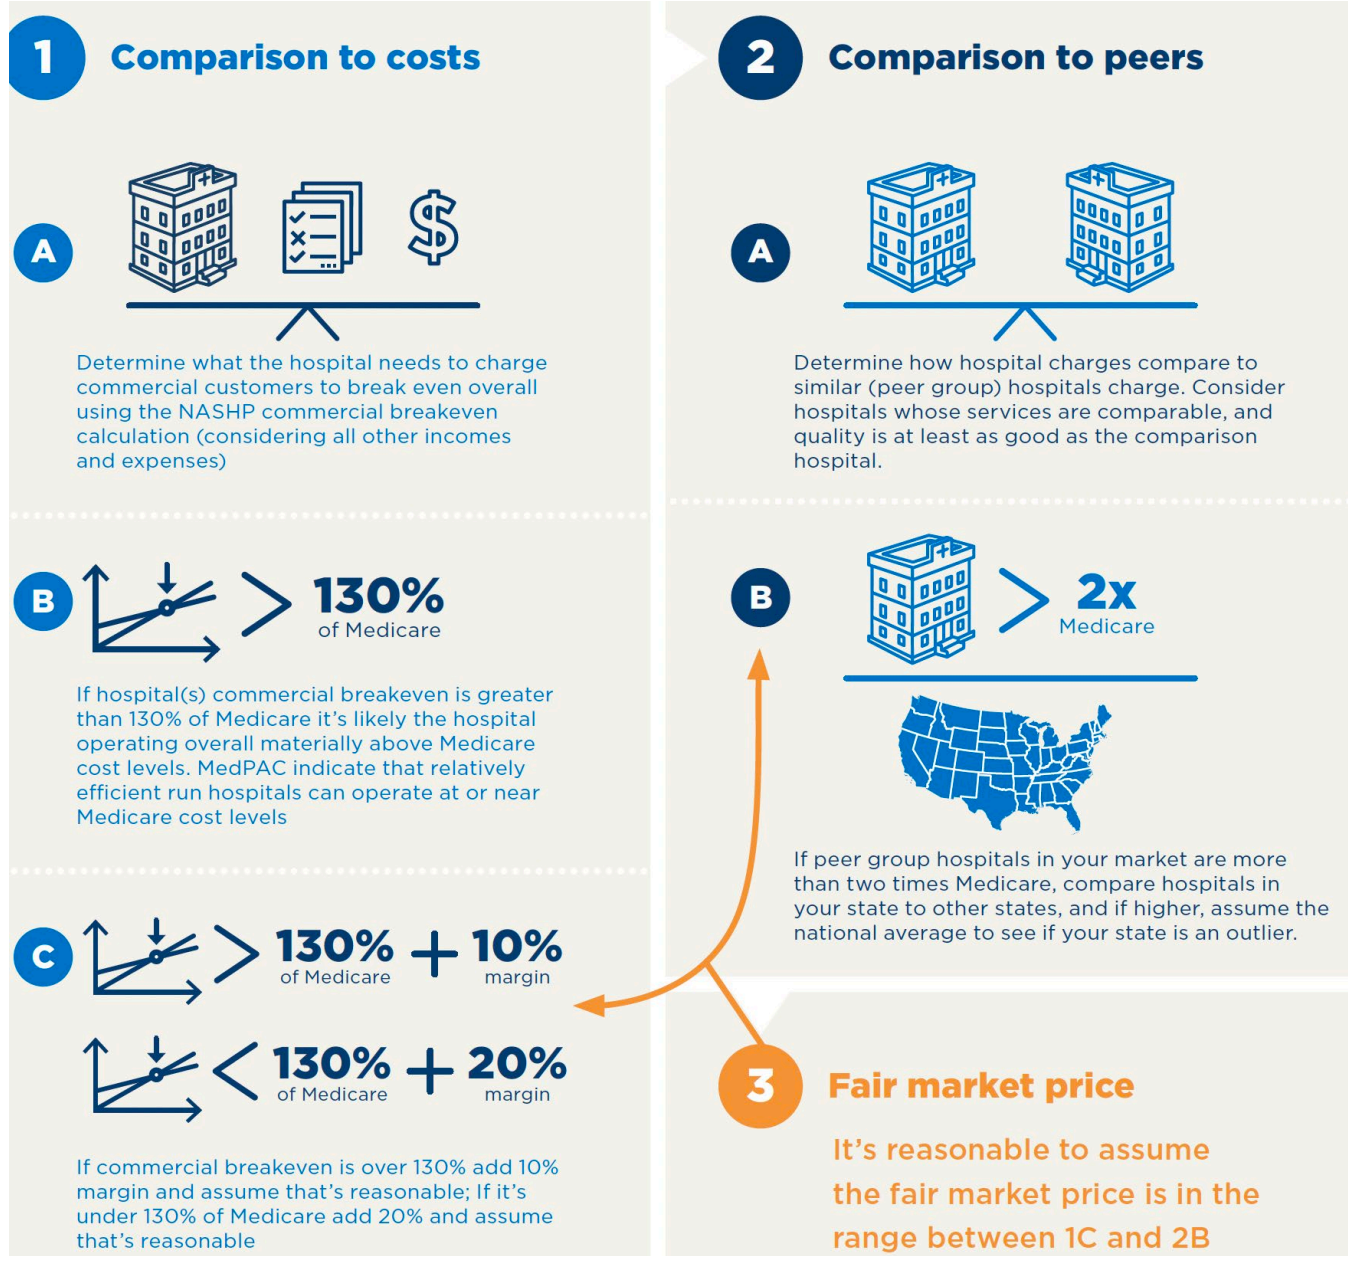 1 Comparison to costs
A
Determine what the hospital needs to charge
commercial customers to break even overall
using the NASHP commercial breakeven
calculation (considering all other incomes
and expenses)
B
> 130%
of Medicare
If hospital(s) commercial breakeven is greater
than 130% of Medicare it's likely the hospital
operating overall materially above Medicare
cost levels. MedPAC indicate that relatively
efficient run hospitals can operate at or near
Medicare cost levels
C
> 130% + 10%
of Medicare margin
< 130% + 20%
of Medicare margin
If commercial breakeven is over 130% add 10%
margin and assume that's reasonable; If it's
under 130% of Medicare add 20% and assume
that's reasonable
2 Comparison to peers
A
Determine how hospital charges compare to
similar (peer group) hospitals charge. Consider
hospitals whose services are comparable, and
quality is at least as good as the comparison
hospital.
B
> 2x
Medicare
If peer group hospitals in your market are more
than two times Medicare, compare hospitals in
your state to other states, and if higher, assume the
national average to see if your state is an outlier.
3 Fair market price
It's reasonable to assume
the fair market price is in the
range between 1C and 2B